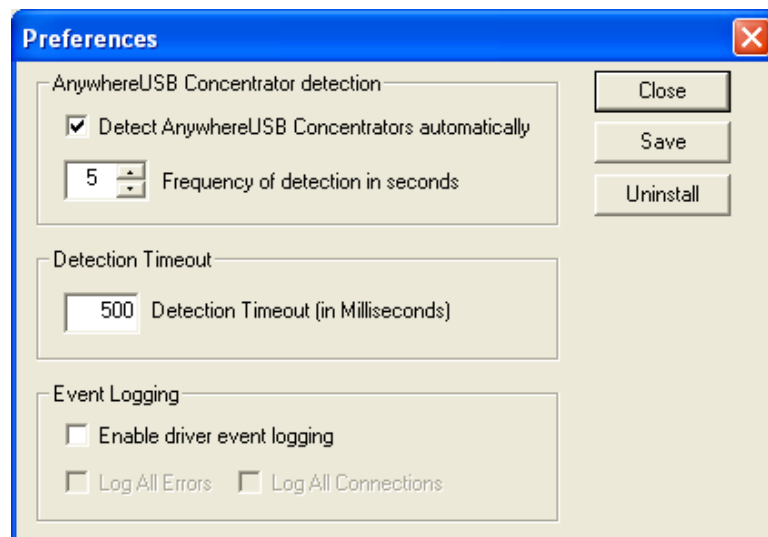 Preferences
AnywhereUSB Concentrator detection
Detect AnywhereUSB Concentrators automatically
5 Frequency of detection in seconds
Detection Timeout
500 Detection Timeout (in Milliseconds)
Event Logging
Enable driver event logging
Log All Errors Log All Connections
Close
Save
Uninstall